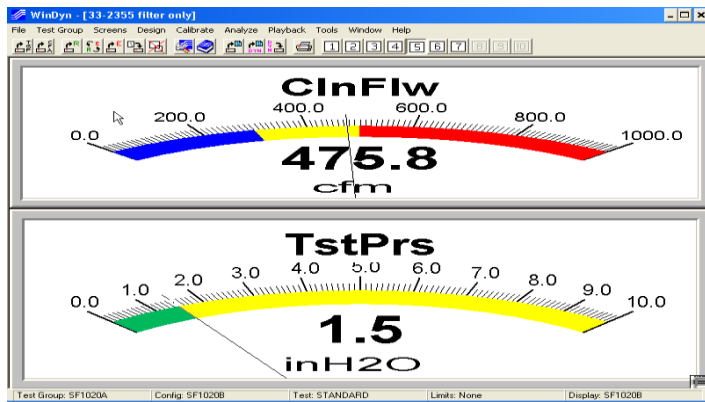 WinDyn - [33-2355 filter only]
File Test Group Screens Design Calibrate Analyze Playback Tools Window Help
1 2 3 4 5 6 7 8 9 10
ClnFlw
0.0 200.0 400.0 600.0 800.0 1000.0
475.8
cfm
TstPrs
0.0 1.0 2.0 3.0 4.0 5.0 6.0 7.0 8.0 9.0 10.0
1.5
inH2O
Test Group: SF1020A Config: SF1020B Test: STANDARD Limits: None Display: SF1020B